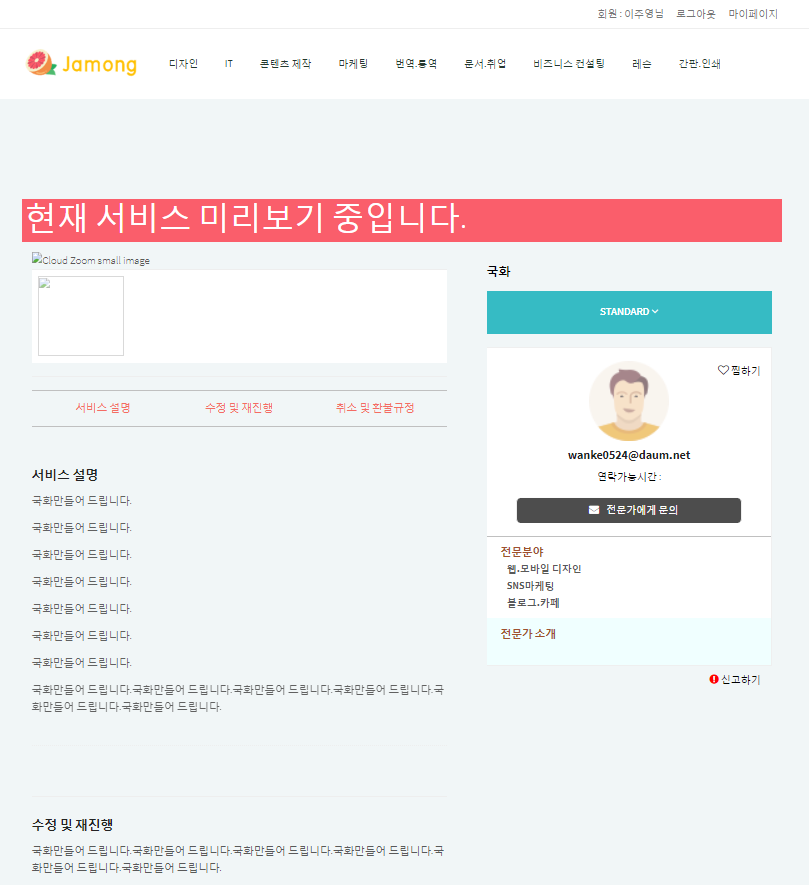 회원 : 이주영님 로그아웃 마이페이지
Jamong 디자인 IT 콘텐츠 제작 마케팅 번역.통역 문서.취업 비즈니스 컨설팅 레슨 간판.인쇄
현재 서비스 미리보기 중입니다.
Cloud Zoom small image
국화
STANDARD
찜하기
wanke0524@daum.net
연락가능시간 :
전문가에게 문의
전문분야
웹.모바일 디자인
SNS마케팅
블로그.카페
전문가 소개
신고하기
서비스 설명 수정 및 재진행 취소 및 환불규정
서비스 설명
국화만들어 드립니다.
국화만들어 드립니다.
국화만들어 드립니다.
국화만들어 드립니다.
국화만들어 드립니다.
국화만들어 드립니다.
국화만들어 드립니다.
국화만들어 드립니다.국화만들어 드립니다.국화만들어 드립니다.국화만들어 드립니다.국
화만들어 드립니다.국화만들어 드립니다.
수정 및 재진행
국화만들어 드립니다.국화만들어 드립니다.국화만들어 드립니다.국화만들어 드립니다.국
화만들어 드립니다.국화만들어 드립니다.